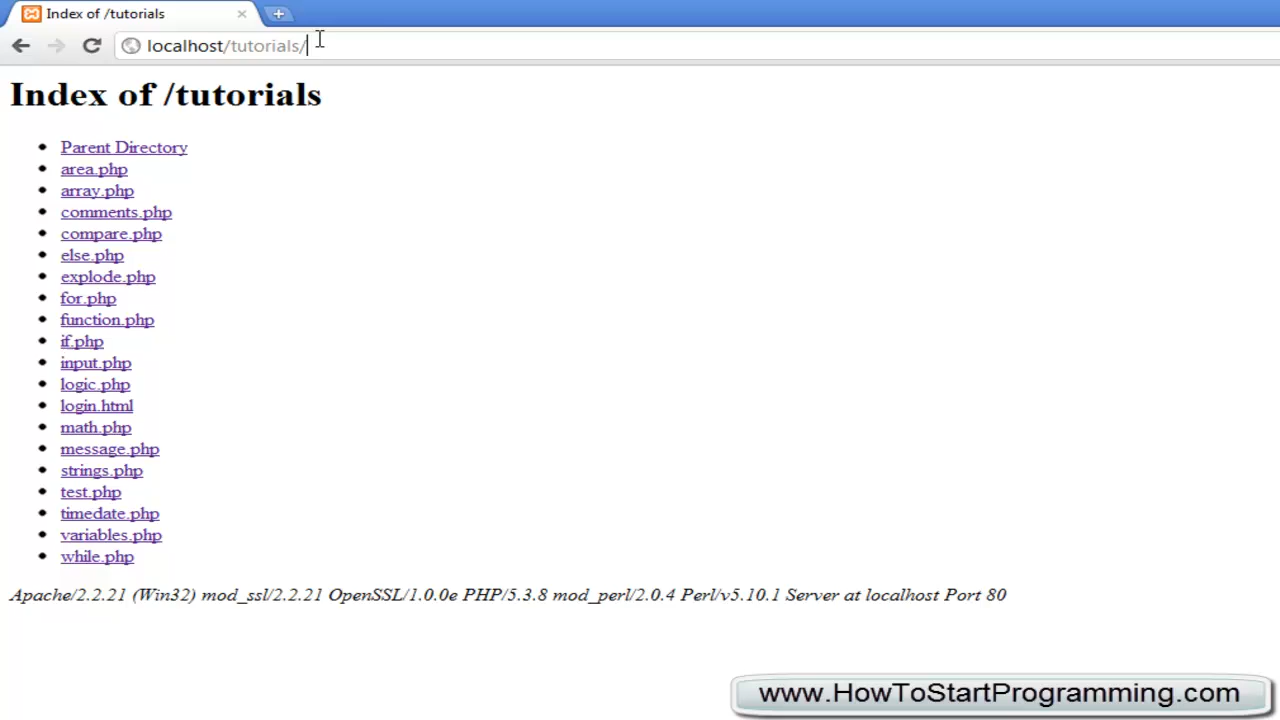 Index of /tutorials
localhost/tutorials/
Index of /tutorials
Parent Directory
area.php
array.php
comments.php
compare.php
else.php
explode.php
for.php
function.php
if.php
input.php
logic.php
login.html
math.php
message.php
strings.php
test.php
timedate.php
variables.php
while.php
Apache/2.2.21 (Win32) mod_ssl/2.2.21 OpenSSL/1.0.0e PHP/5.3.8 mod_perl/2.0.4 Perl/v5.10.1 Server at localhost Port 80
www.HowToStartProgramming.com